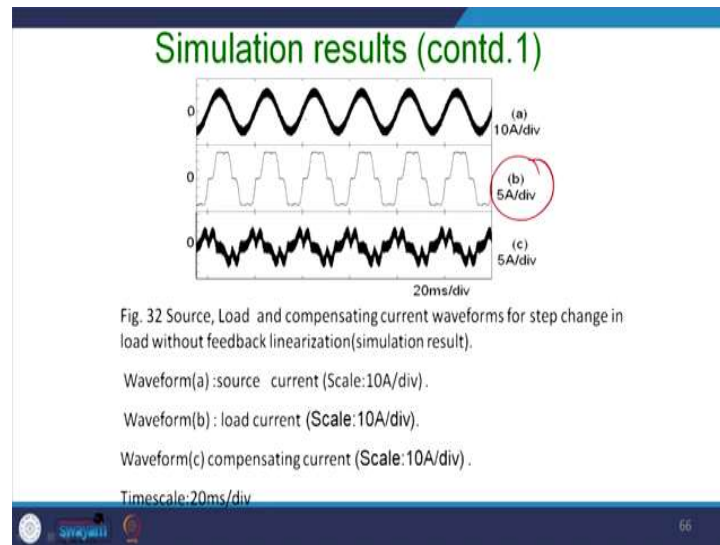 Simulation results (contd.1)
0
(a)
10A/div
0
(b)
5A/div
0
(c)
5A/div
20ms/div
Fig. 32 Source, Load and compensating current waveforms for step change in
load without feedback linearization(simulation result).
Waveform(a) :source current (Scale:10A/div) .
Waveform(b) : load current (Scale:10A/div).
Waveform(c) compensating current (Scale:10A/div) .
Timescale:20ms/div
swayam
66